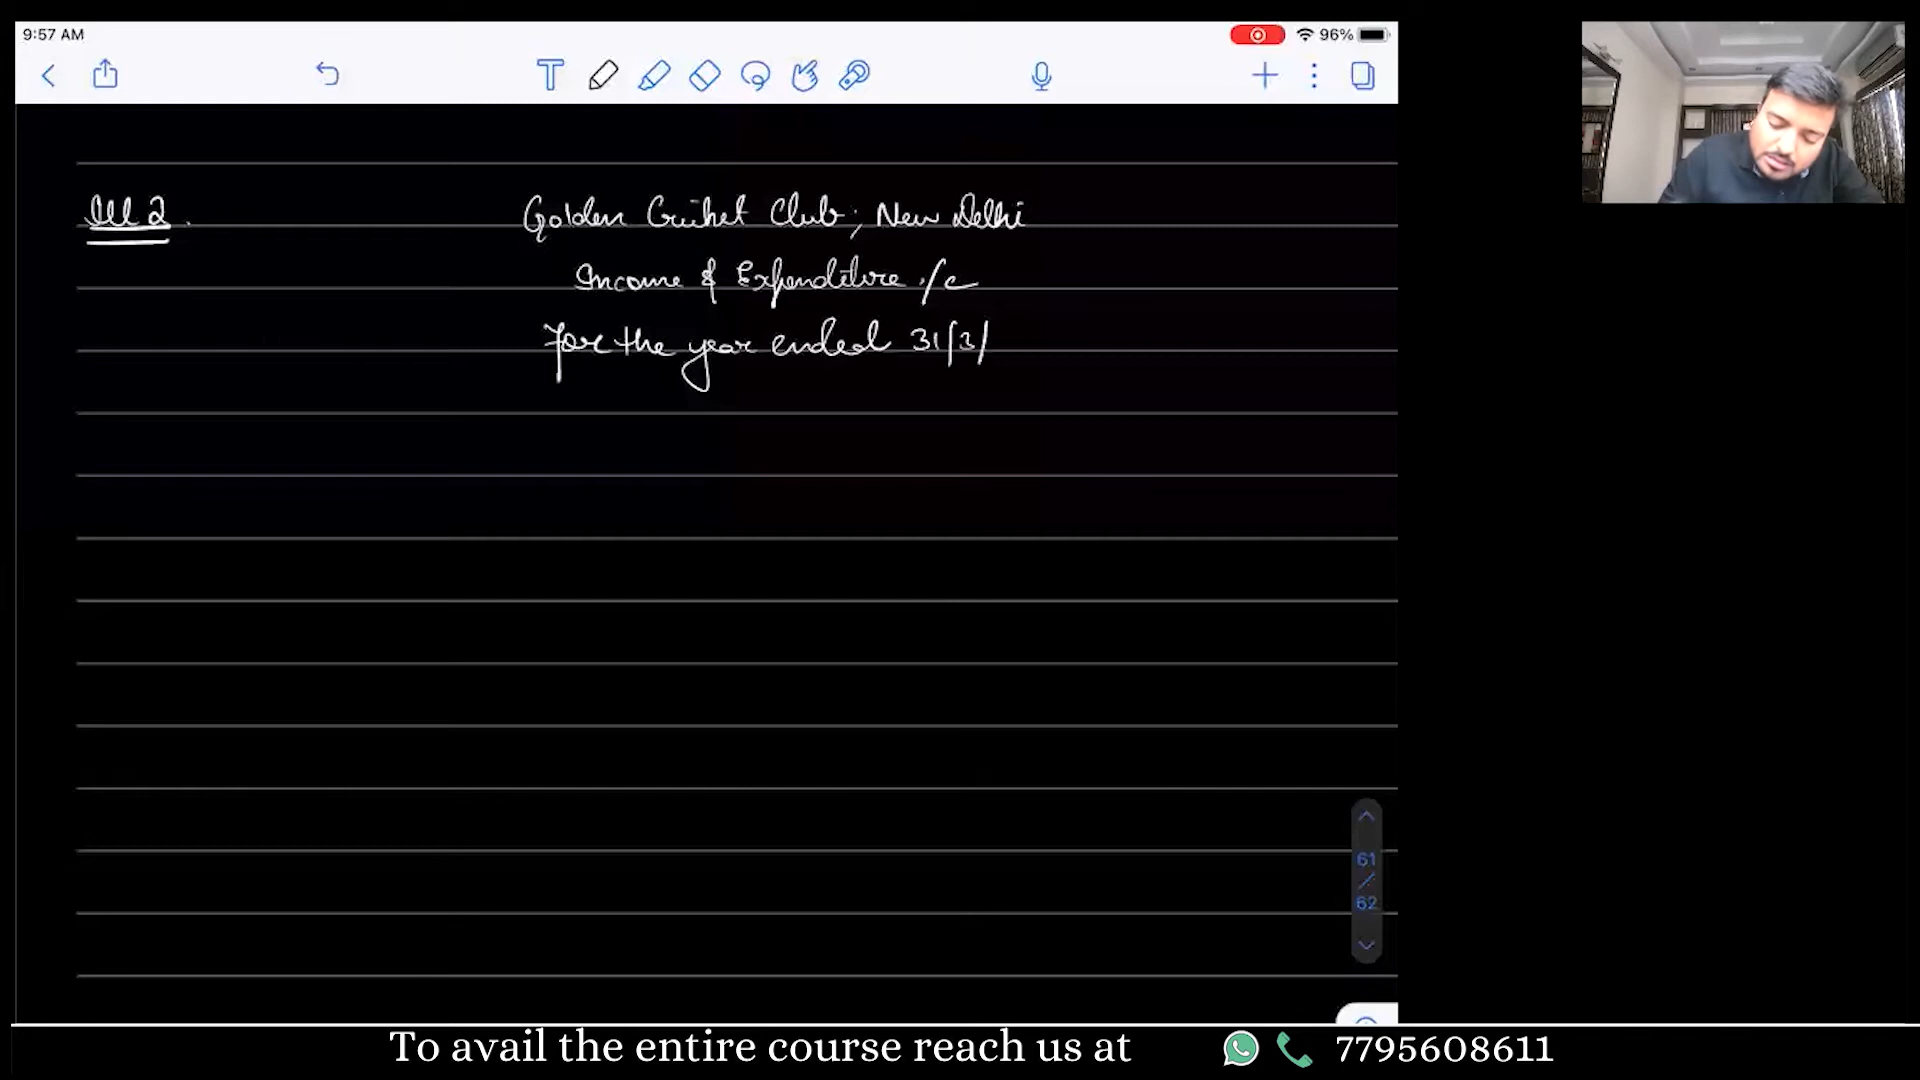 9:57 AM
96%
T
Ill 2.
Golden Cricket Club, New Delhi
Income & Expenditure A/c
for the year ended 31/3/
61
/
62
To avail the entire course reach us at 7795608611